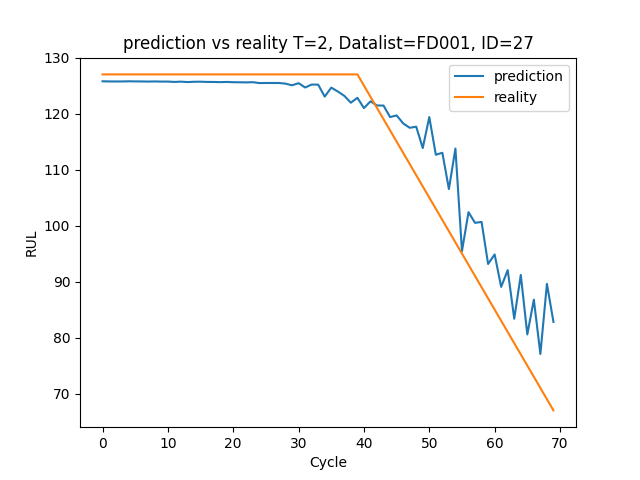 prediction vs reality T=2, Datalist=FD001, ID=27
prediction
reality
130
120
110
100
90
80
70
RUL
0 10 20 30 40 50 60 70
Cycle